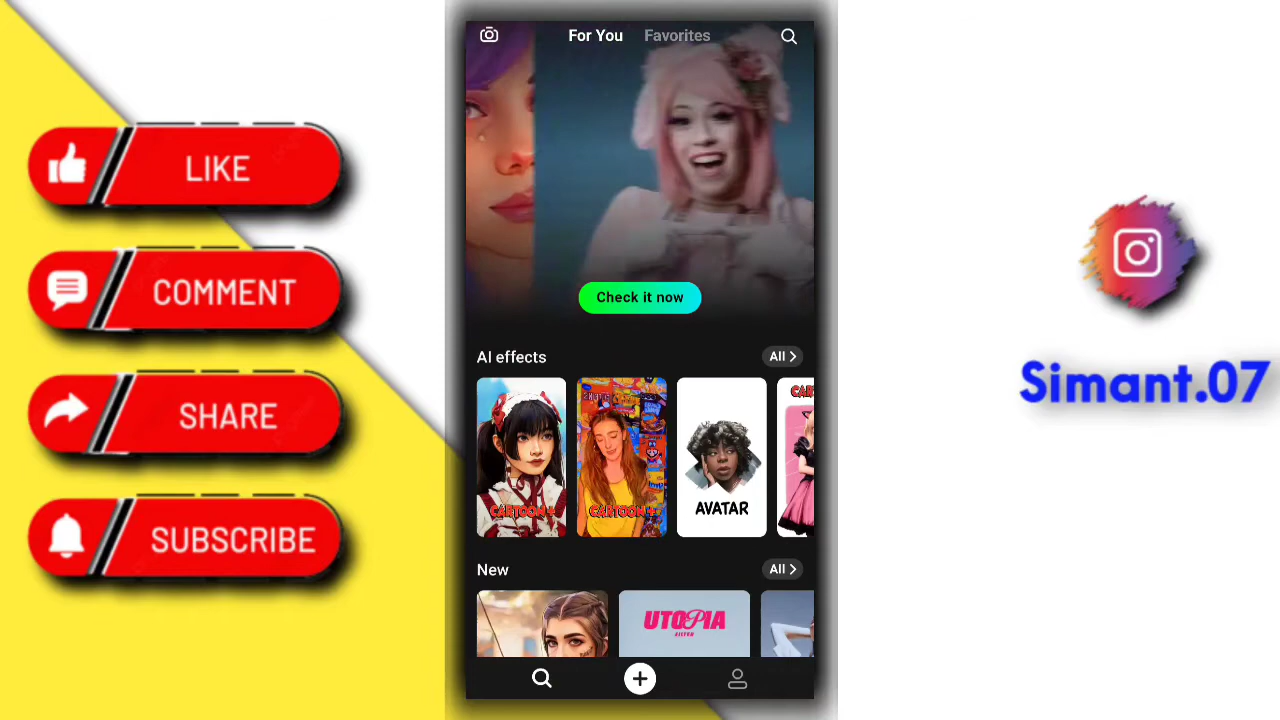 For You Favorites
LIKE
COMMENT
SHARE
SUBSCRIBE
Check it now
AI effects All >
CARTOON+
CARTOON+
AVATAR
New All >
UTOPIA
FILTER
Simant.07